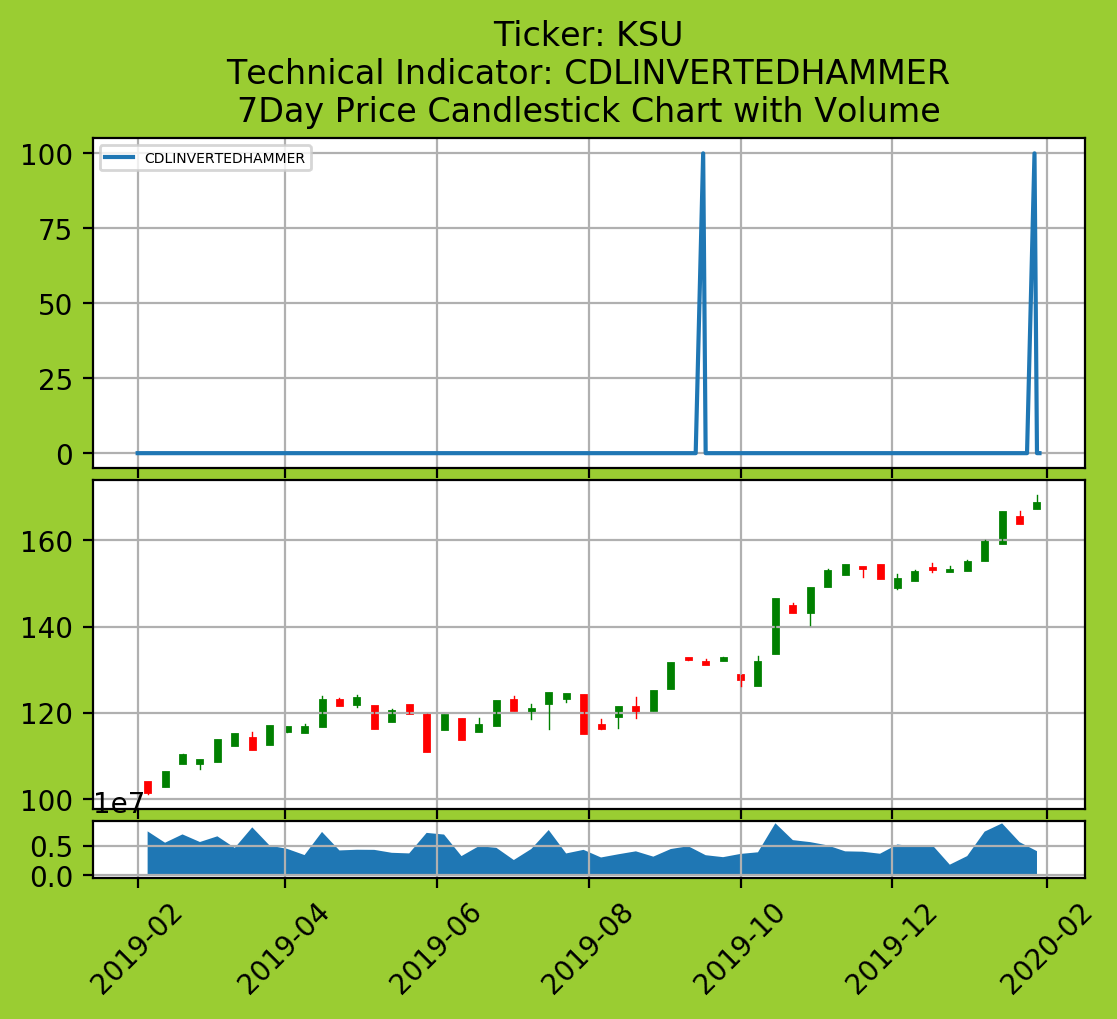 Ticker: KSU
Technical Indicator: CDLINVERTEDHAMMER
7Day Price Candlestick Chart with Volume
CDLINVERTEDHAMMER
100
75
50
25
0
160
140
120
100
1e7
0.5
0.0
2019-02 2019-04 2019-06 2019-08 2019-10 2019-12 2020-02